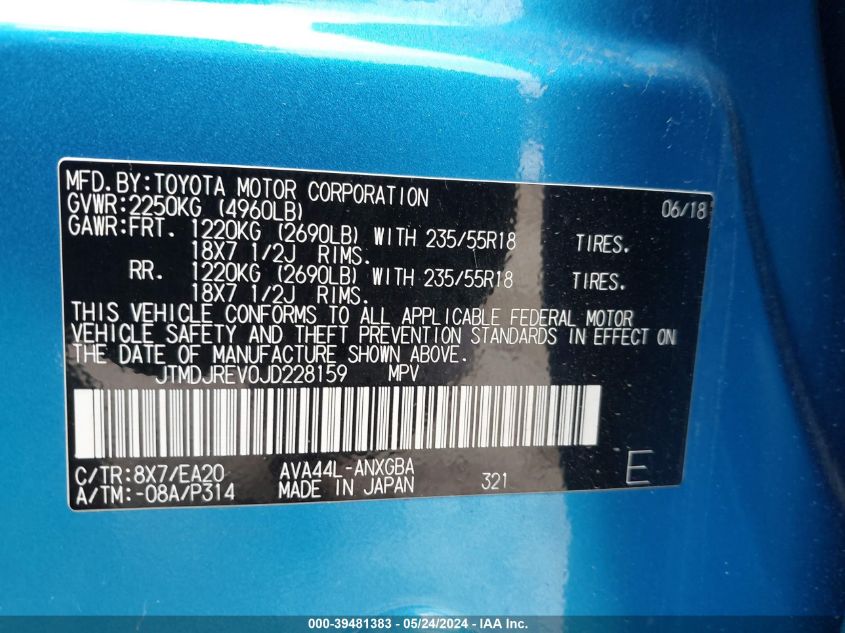 MFD.BY:TOYOTA MOTOR CORPORATION 06/18
GVWR:2250KG (4960LB)
GAWR:FRT. 1220KG (2690LB) WITH 235/55R18 TIRES.
18X7 1/2J RIMS.
RR. 1220KG (2690LB) WITH 235/55R18 TIRES.
18X7 1/2J RIMS.
THIS VEHICLE CONFORMS TO ALL APPLICABLE FEDERAL MOTOR
VEHICLE SAFETY AND THEFT PREVENTION STANDARDS IN EFFECT ON
THE DATE OF MANUFACTURE SHOWN ABOVE.
JTMDJREV0JD228159 MPV
C/TR:8X7/EA20 AVA44L-ANXGBA
A/TM:-08A/P314 MADE IN JAPAN 321 E
000-39481383 - 05/24/2024 - IAA Inc.